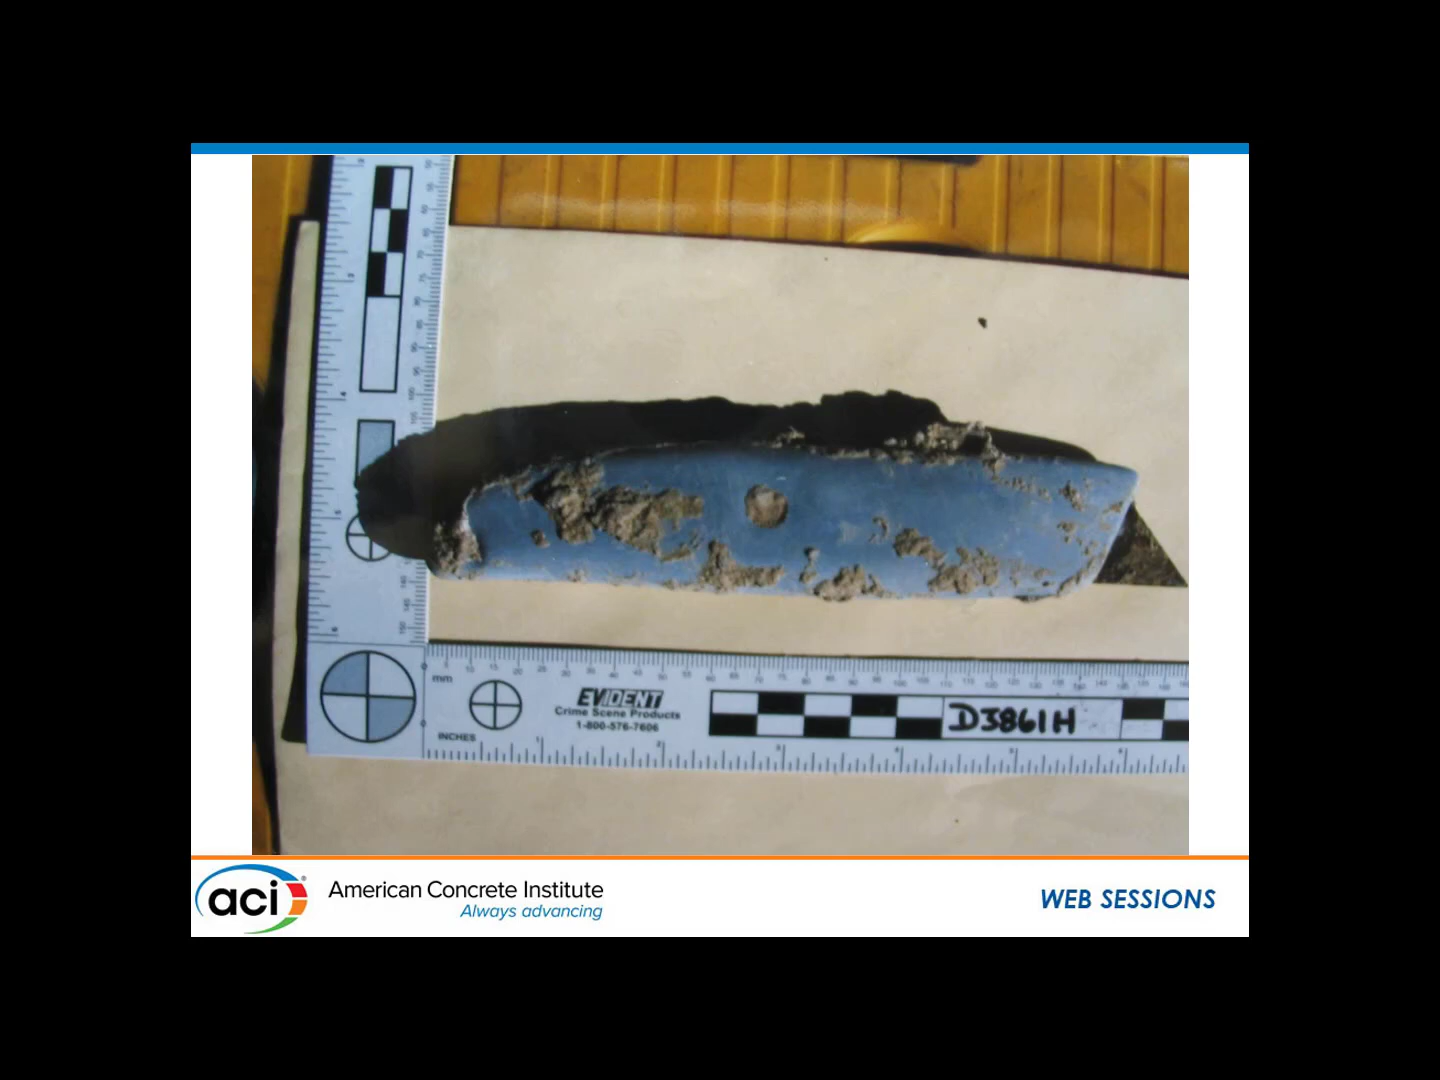 mm
EVIDENT
Crime Scene Products
1-800-576-7606
INCHES
D3861H
aci
American Concrete Institute
Always advancing
WEB SESSIONS